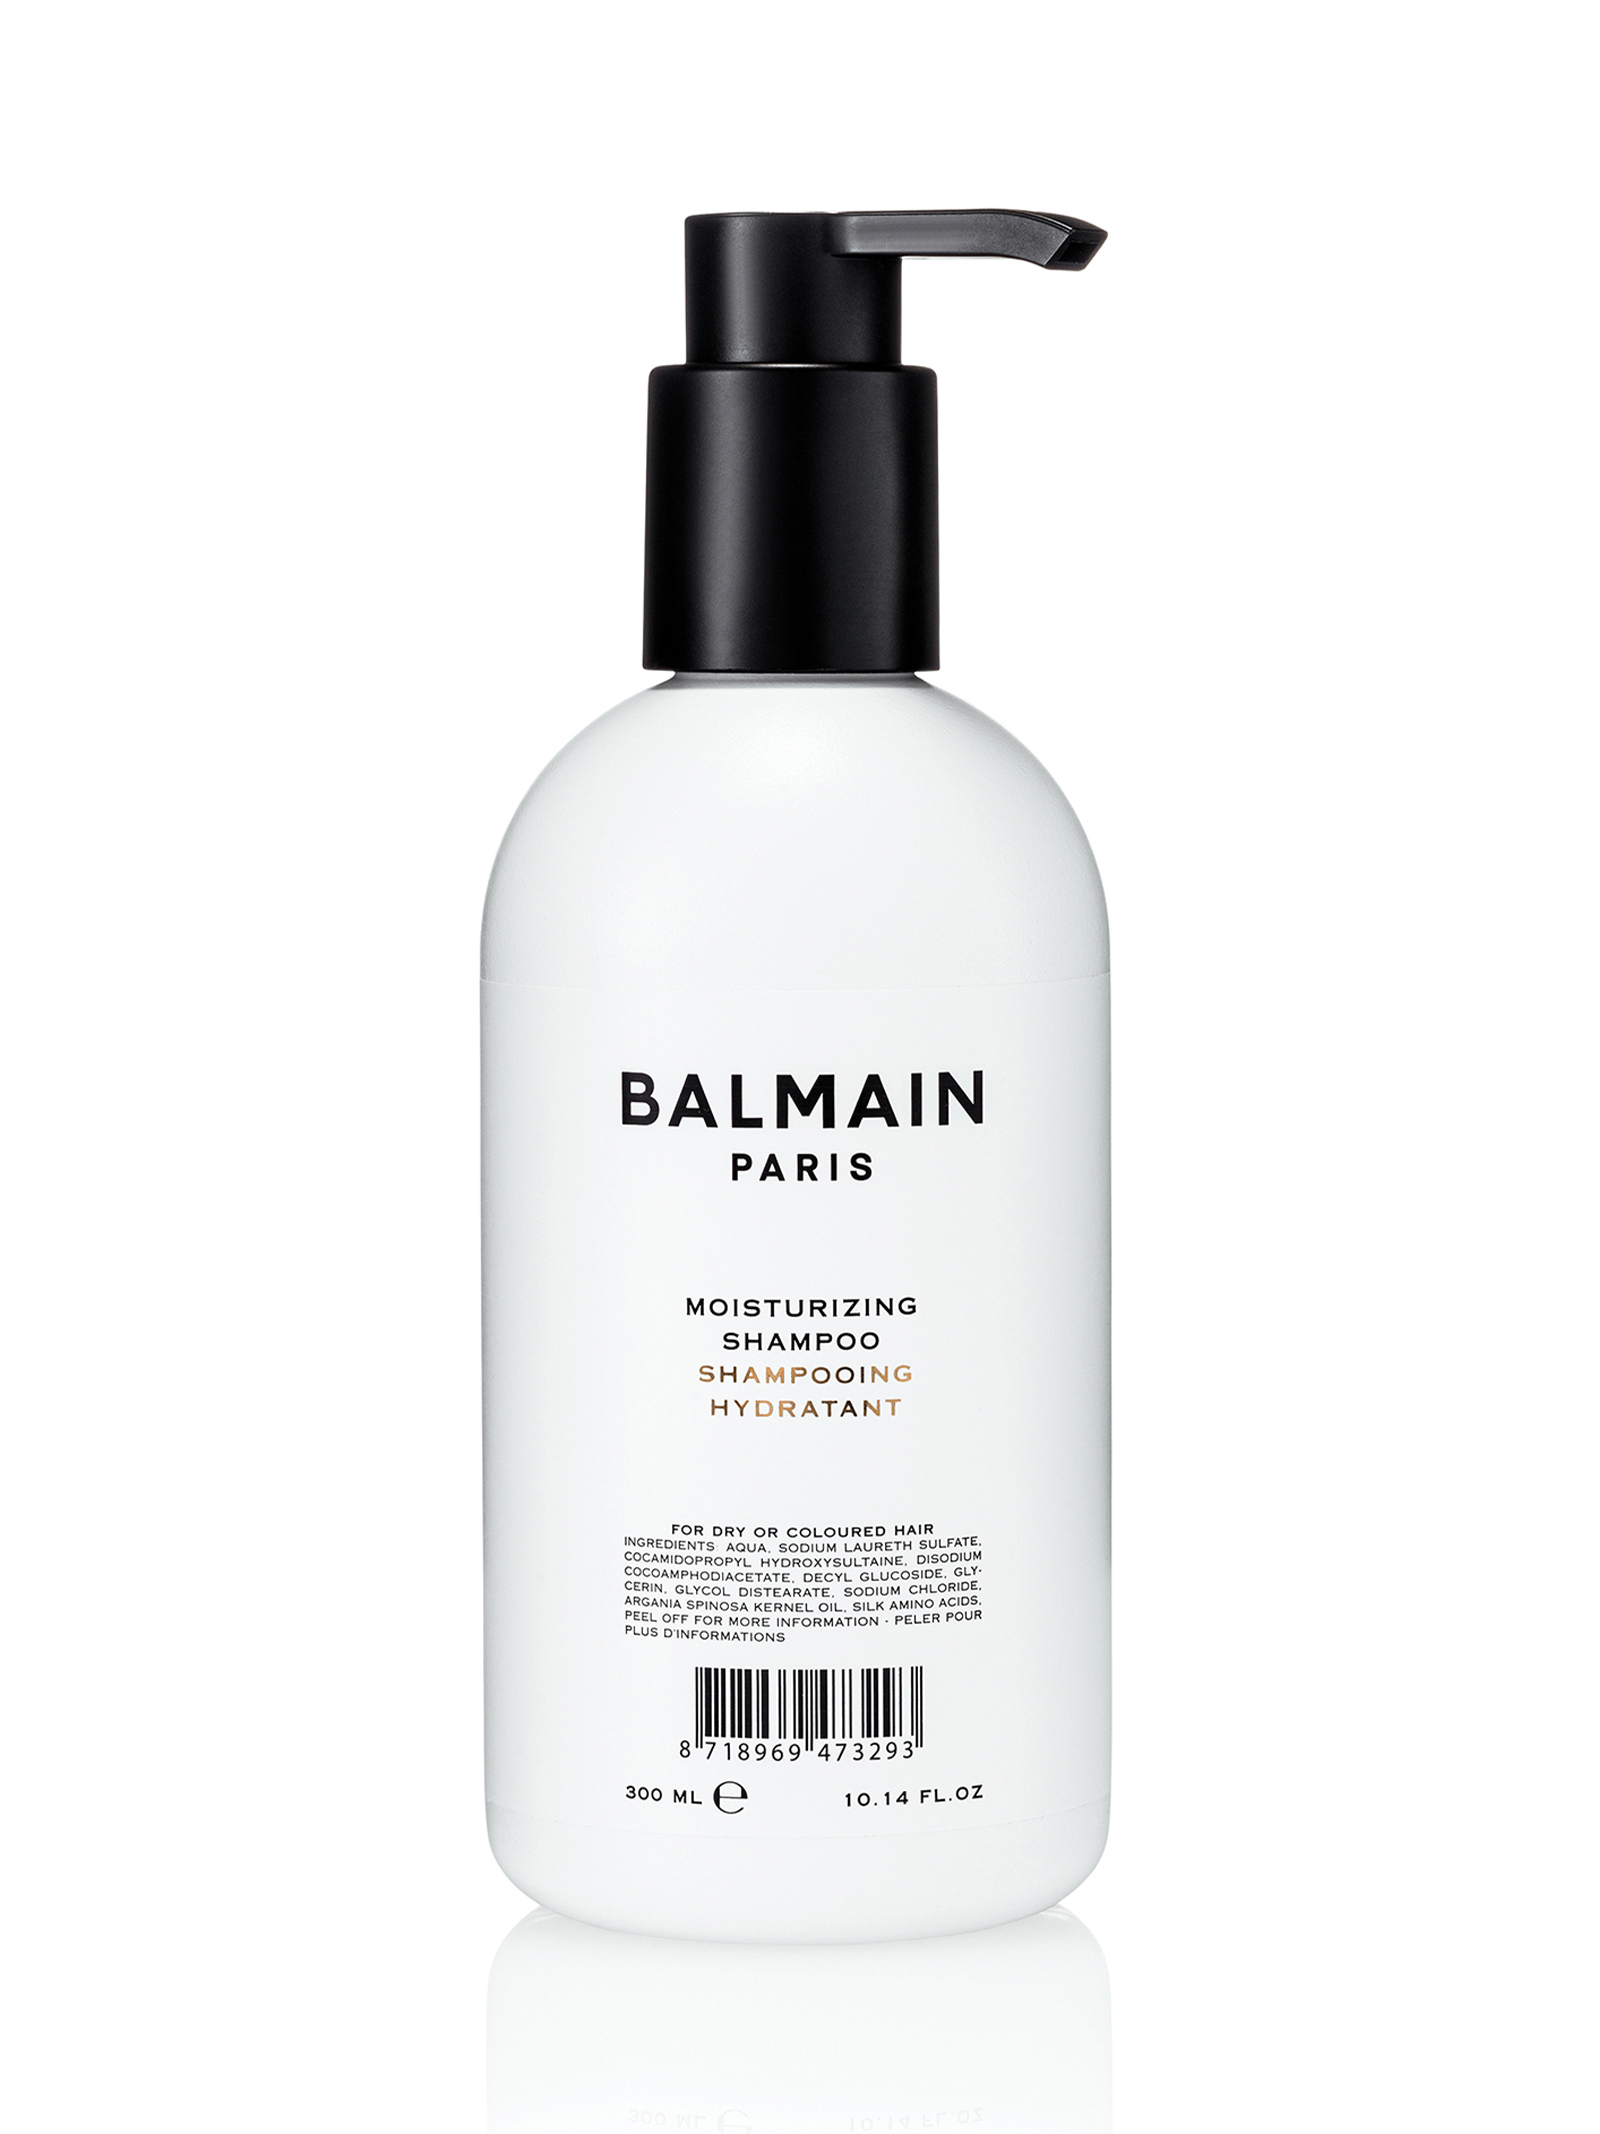 BALMAIN
PARIS
MOISTURIZING
SHAMPOO
SHAMPOOING
HYDRATANT
FOR DRY OR COLOURED HAIR
INGREDIENTS: AQUA, SODIUM LAURETH SULFATE,
COCAMIDOPROPYL HYDROXYSULTAINE, DISODIUM
COCOAMPHODIACETATE, DECYL GLUCOSIDE, GLY-
CERIN, GLYCOL DISTEARATE, SODIUM CHLORIDE,
ARGANIA SPINOSA KERNEL OIL, SILK AMINO ACIDS,
PEEL OFF FOR MORE INFORMATION - PELER POUR
PLUS D'INFORMATIONS
8 718969 473293
300 ML ℮ 10.14 FL.OZ